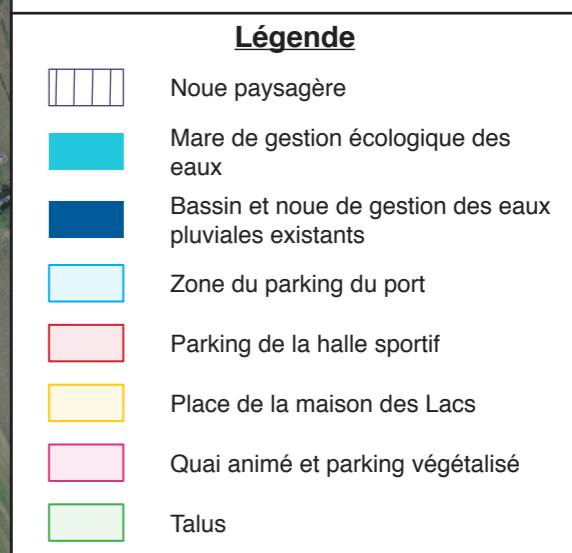 Légende
Noue paysagère
Mare de gestion écologique des
eaux
Bassin et noue de gestion des eaux
pluviales existants
Zone du parking du port
Parking de la halle sportif
Place de la maison des Lacs
Quai animé et parking végétalisé
Talus